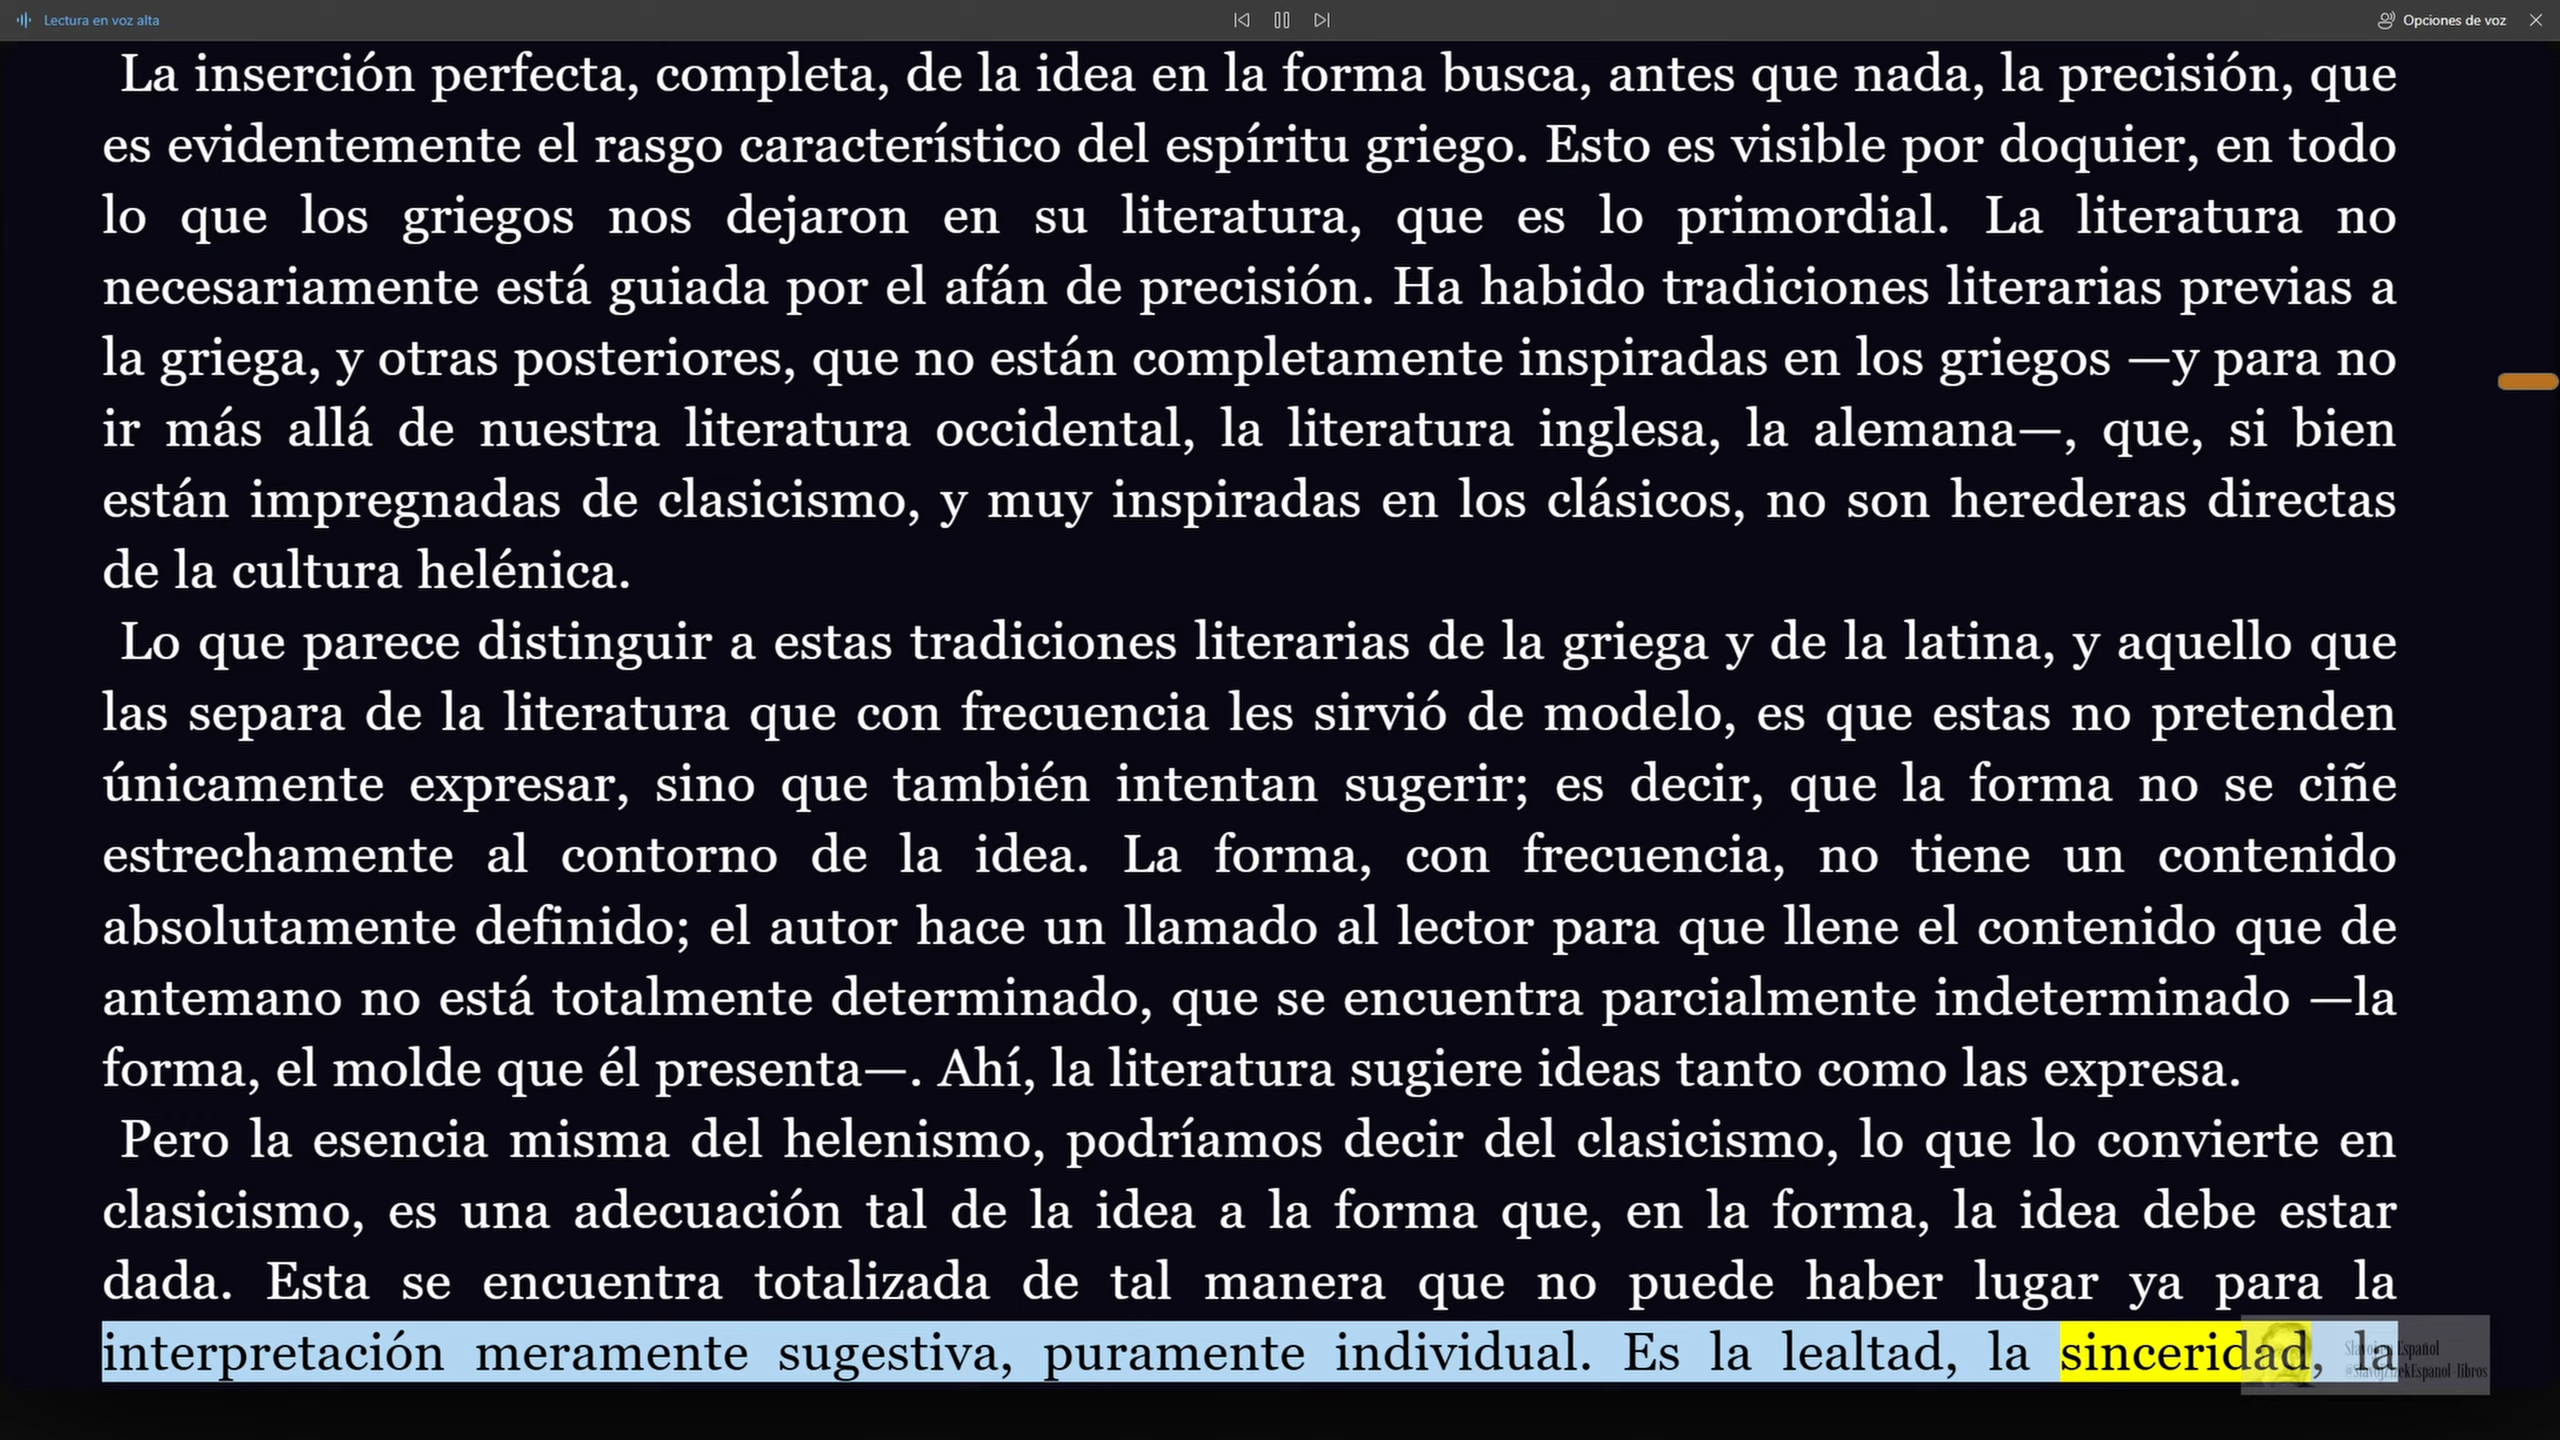 Lectura en voz alta
Opciones de voz
La inserción perfecta, completa, de la idea en la forma busca, antes que nada, la precisión, que
es evidentemente el rasgo característico del espíritu griego. Esto es visible por doquier, en todo
lo que los griegos nos dejaron en su literatura, que es lo primordial. La literatura no
necesariamente está guiada por el afán de precisión. Ha habido tradiciones literarias previas a
la griega, y otras posteriores, que no están completamente inspiradas en los griegos —y para no
ir más allá de nuestra literatura occidental, la literatura inglesa, la alemana—, que, si bien
están impregnadas de clasicismo, y muy inspiradas en los clásicos, no son herederas directas
de la cultura helénica.
Lo que parece distinguir a estas tradiciones literarias de la griega y de la latina, y aquello que
las separa de la literatura que con frecuencia les sirvió de modelo, es que estas no pretenden
únicamente expresar, sino que también intentan sugerir; es decir, que la forma no se ciñe
estrechamente al contorno de la idea. La forma, con frecuencia, no tiene un contenido
absolutamente definido; el autor hace un llamado al lector para que llene el contenido que de
antemano no está totalmente determinado, que se encuentra parcialmente indeterminado —la
forma, el molde que él presenta—. Ahí, la literatura sugiere ideas tanto como las expresa.
Pero la esencia misma del helenismo, podríamos decir del clasicismo, lo que lo convierte en
clasicismo, es una adecuación tal de la idea a la forma que, en la forma, la idea debe estar
dada. Esta se encuentra totalizada de tal manera que no puede haber lugar ya para la
interpretación meramente sugestiva, puramente individual. Es la lealtad, la sinceridad, la
Español